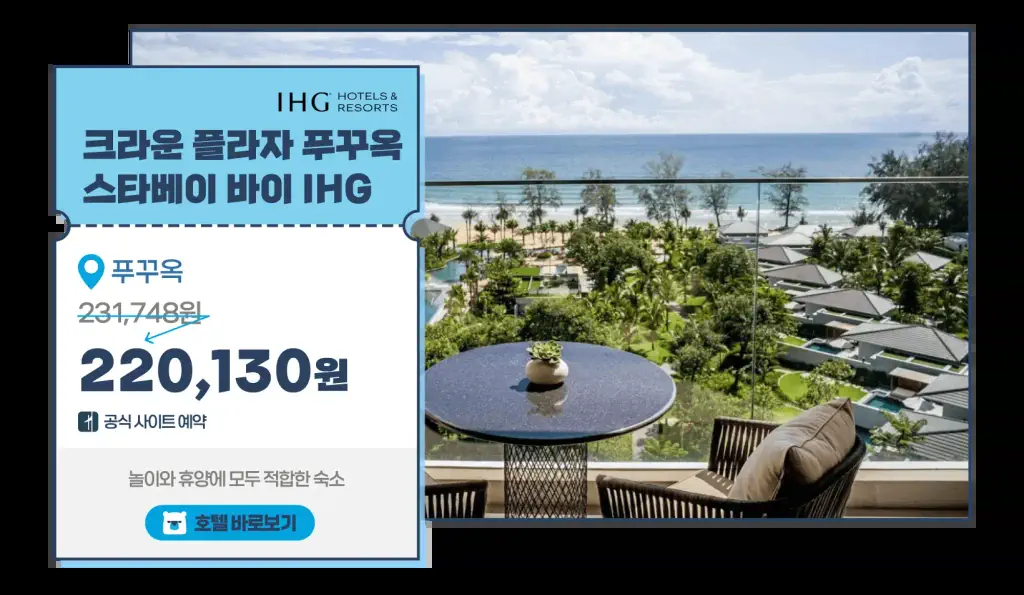 IHG HOTELS &
RESORTS
크라운 플라자 푸꾸옥
스타베이 바이 IHG
푸꾸옥
231,748원
220,130원
공식 사이트 예약
놀이와 휴양에 모두 적합한 숙소
호텔 바로보기